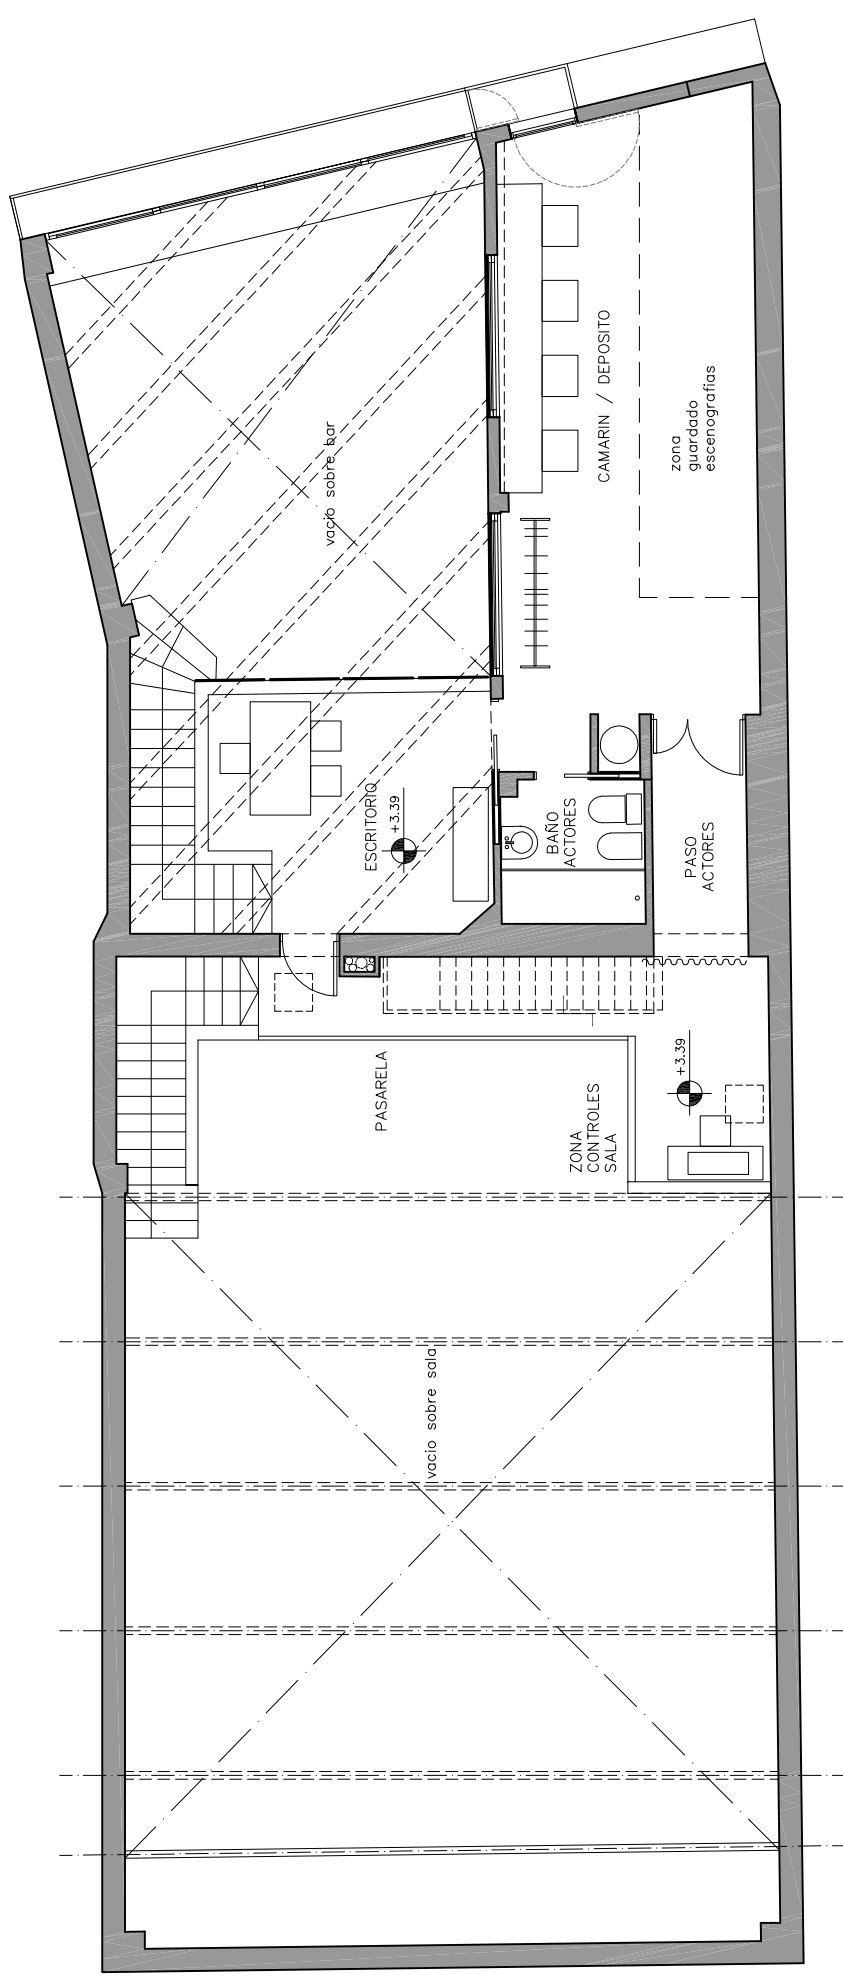 CAMARIN / DEPOSITO
zona
guardado
escenografias
vacio sobre bar
ESCRITORIO
+3.39
BAÑO
ACTORES
PASO
ACTORES
PASARELA
ZONA
CONTROLES
SALA
+3.39
vacio sobre sala